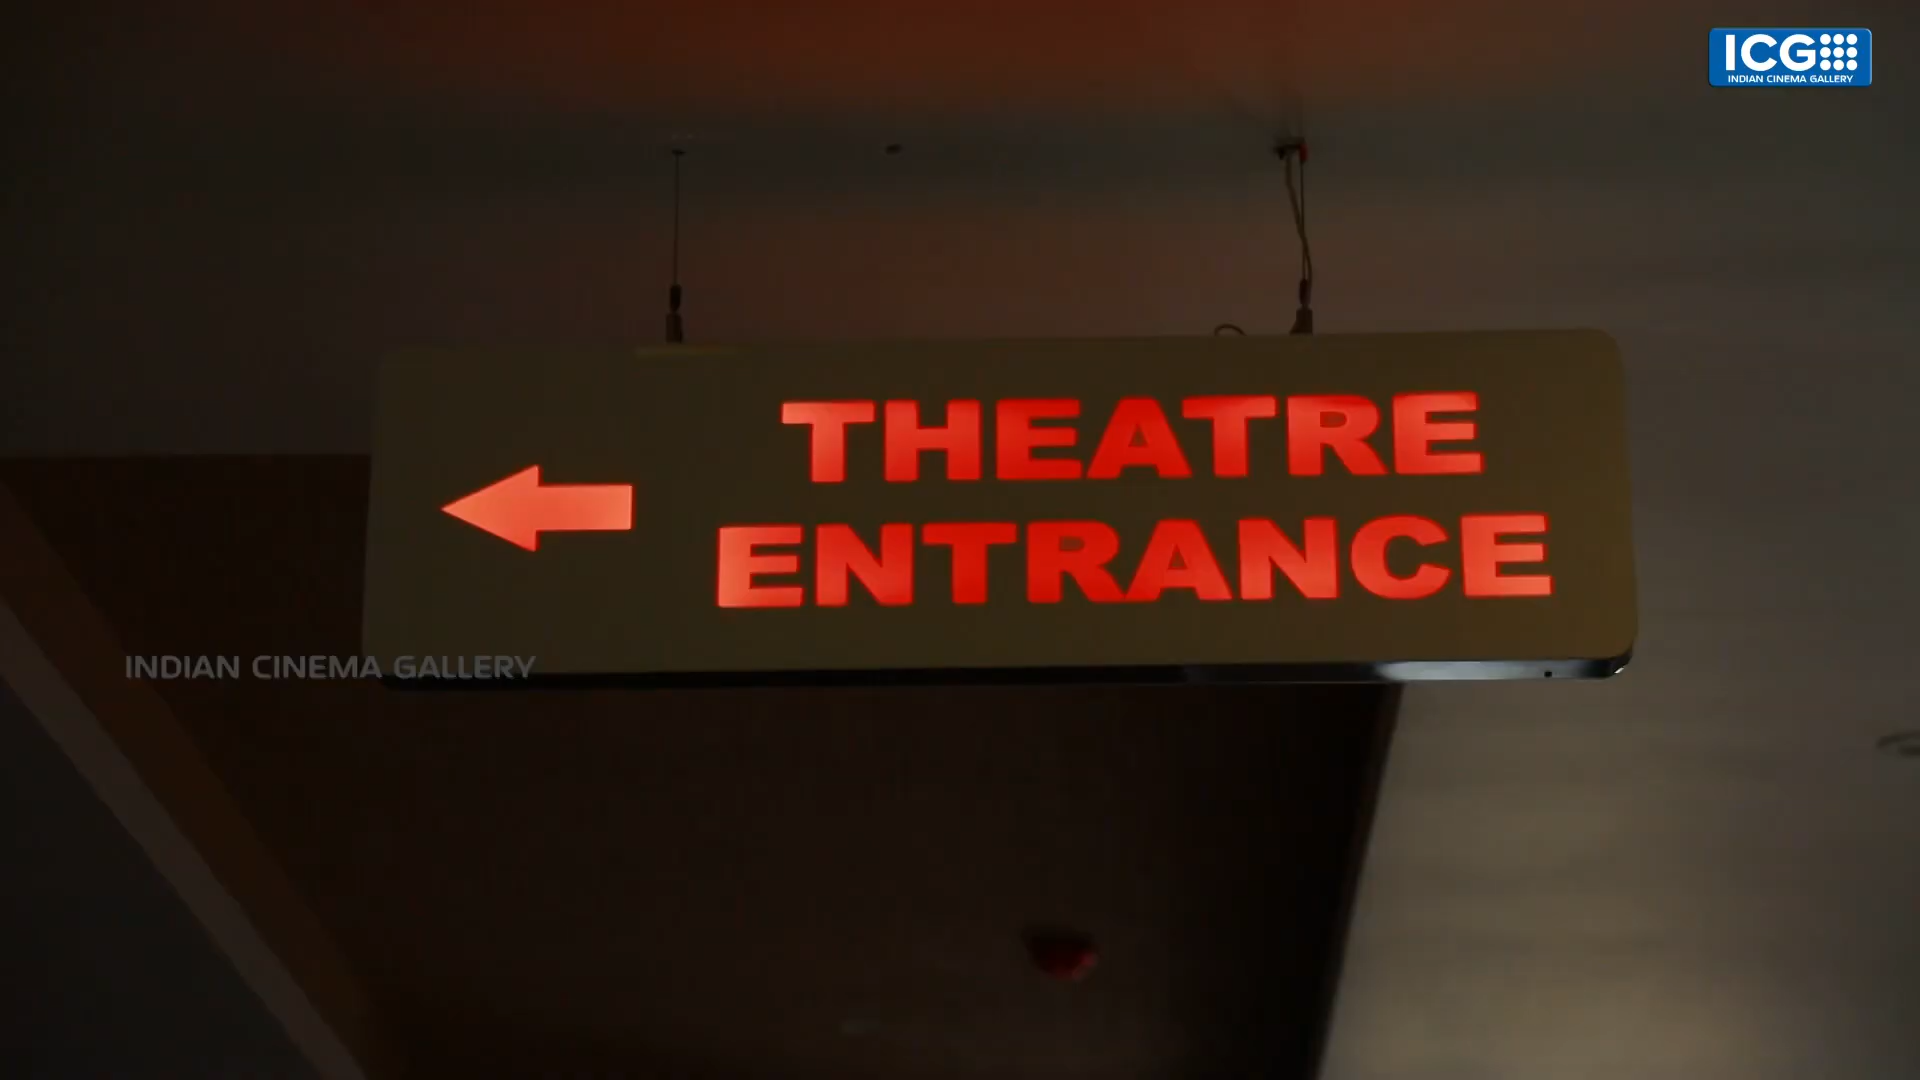 ICG
INDIAN CINEMA GALLERY
THEATRE
ENTRANCE
INDIAN CINEMA GALLERY